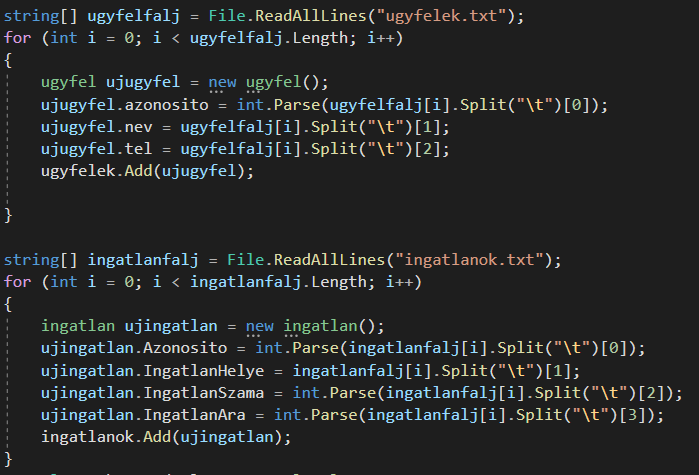 string[] ugyfelfalj = File.ReadAllLines("ugyfelek.txt");
for (int i = 0; i < ugyfelfalj.Length; i++)
{
    ugyfel ujugyfel = new ugyfel();
    ujugyfel.azonosito = int.Parse(ugyfelfalj[i].Split("\t")[0]);
    ujugyfel.nev = ugyfelfalj[i].Split("\t")[1];
    ujugyfel.tel = ugyfelfalj[i].Split("\t")[2];
    ugyfelek.Add(ujugyfel);
}
string[] ingatlanfalj = File.ReadAllLines("ingatlanok.txt");
for (int i = 0; i < ingatlanfalj.Length; i++)
{
    ingatlan ujingatlan = new ingatlan();
    ujingatlan.Azonosito = int.Parse(ingatlanfalj[i].Split("\t")[0]);
    ujingatlan.IngatlanHelye = ingatlanfalj[i].Split("\t")[1];
    ujingatlan.IngatlanSzama = int.Parse(ingatlanfalj[i].Split("\t")[2]);
    ujingatlan.IngatlanAra = int.Parse(ingatlanfalj[i].Split("\t")[3]);
    ingatlanok.Add(ujingatlan);
}